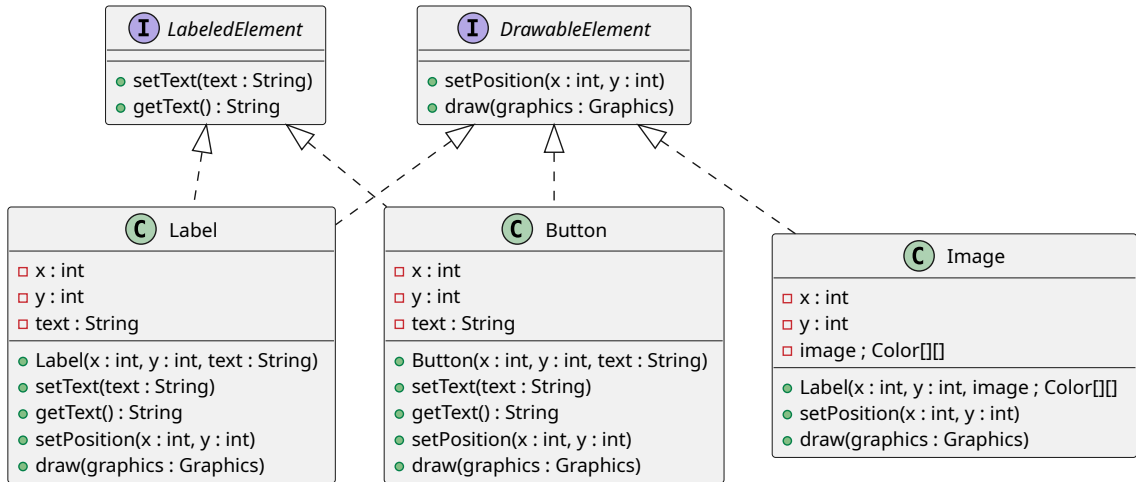 I LabeledElement
setText(text : String)
getText() : String
I DrawableElement
setPosition(x : int, y : int)
draw(graphics : Graphics)
C Label
x : int
y : int
text : String
Label(x : int, y : int, text : String)
setText(text : String)
getText() : String
setPosition(x : int, y : int)
draw(graphics : Graphics)
C Button
x : int
y : int
text : String
Button(x : int, y : int, text : String)
setText(text : String)
getText() : String
setPosition(x : int, y : int)
draw(graphics : Graphics)
C Image
x : int
y : int
image ; Color[][]
Label(x : int, y : int, image ; Color[][]
setPosition(x : int, y : int)
draw(graphics : Graphics)